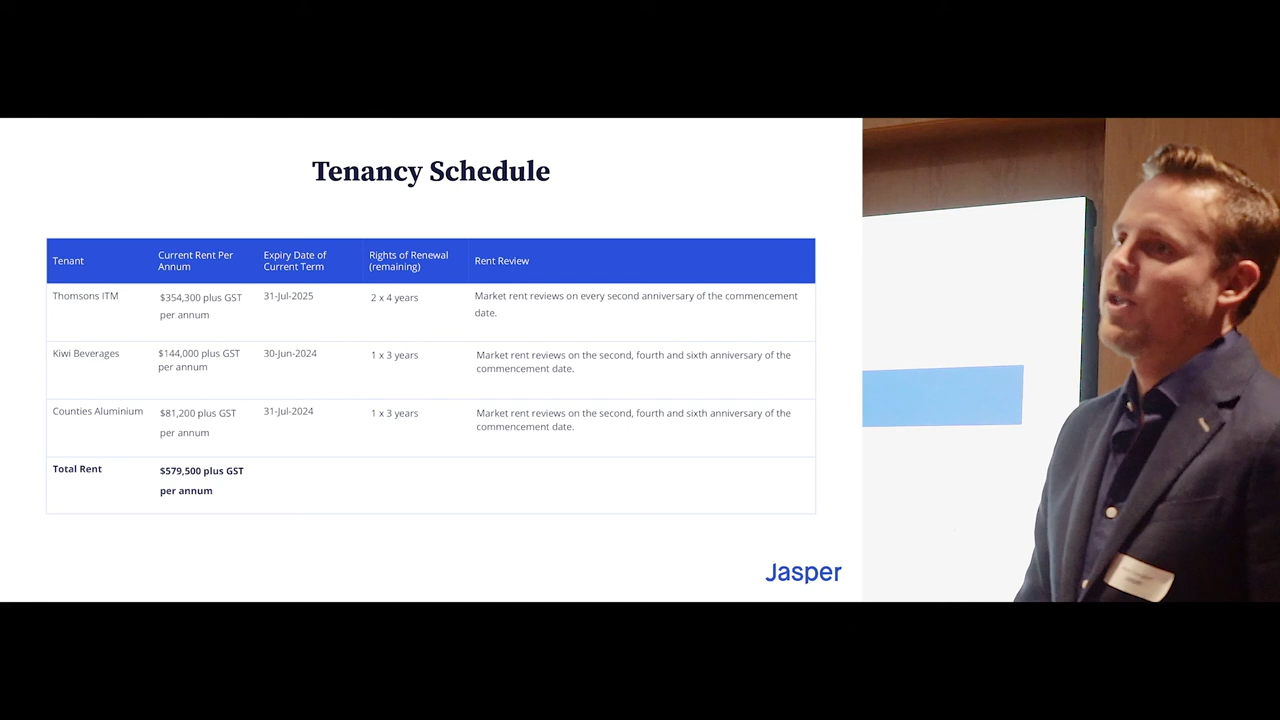 Tenancy Schedule
Tenant
Current Rent Per
Annum
Expiry Date of
Current Term
Rights of Renewal
(remaining)
Rent Review
Thomsons ITM
$354,300 plus GST
per annum
31-Jul-2025
2 x 4 years
Market rent reviews on every second anniversary of the commencement
date.
Kiwi Beverages
$144,000 plus GST
per annum
30-Jun-2024
1 x 3 years
Market rent reviews on the second, fourth and sixth anniversary of the
commencement date.
Counties Aluminium
$81,200 plus GST
per annum
31-Jul-2024
1 x 3 years
Market rent reviews on the second, fourth and sixth anniversary of the
commencement date.
Total Rent
$579,500 plus GST
per annum
Jasper